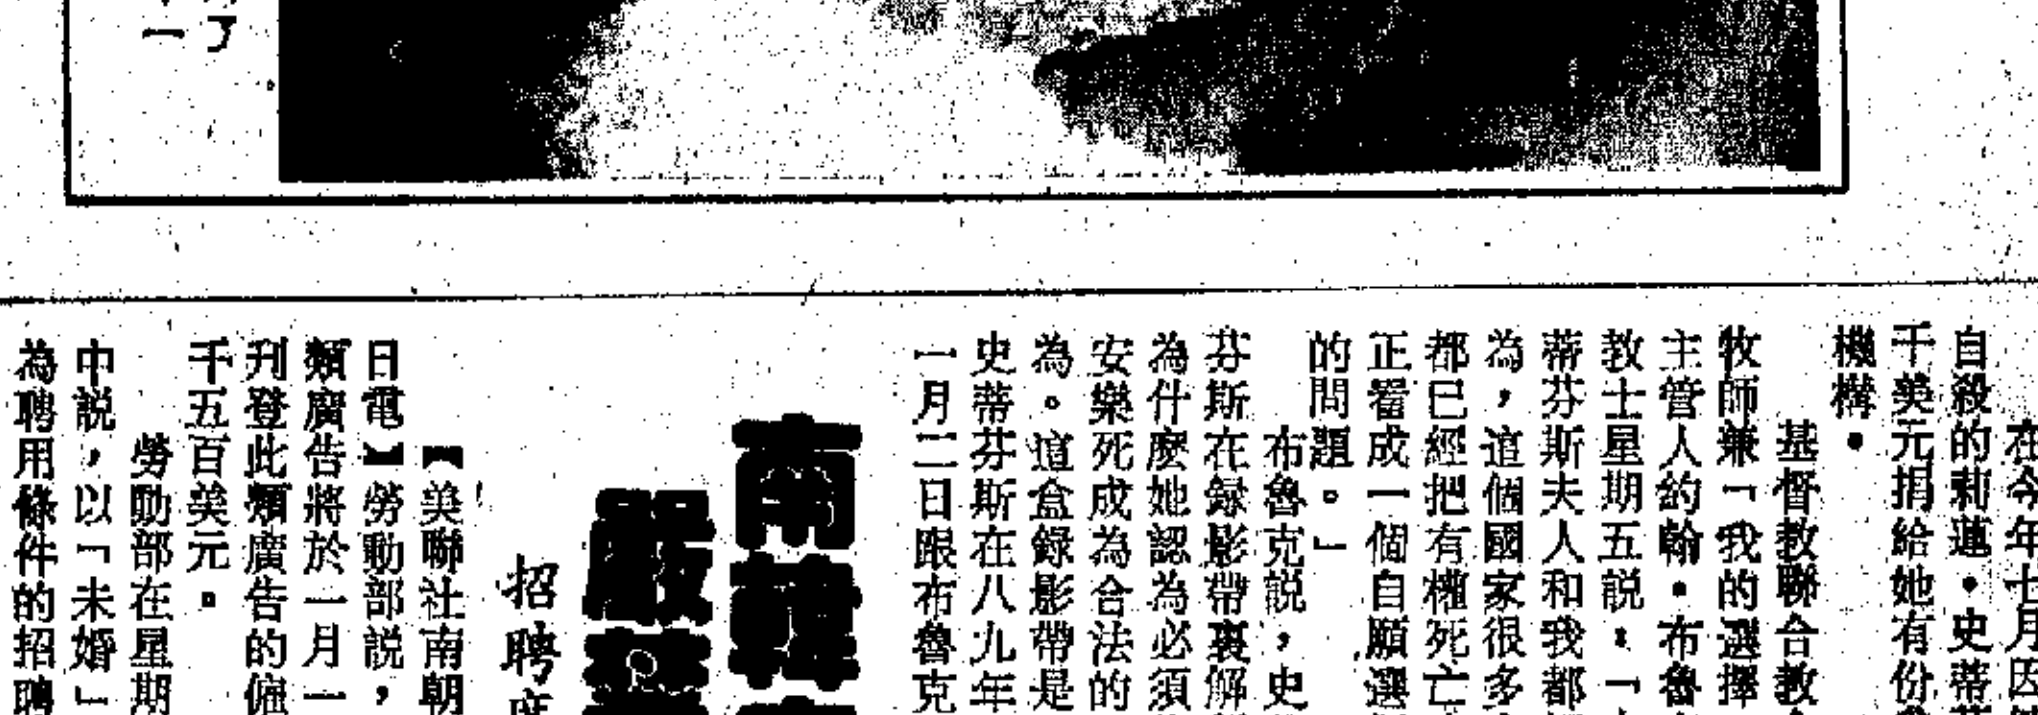 在今年七月因
自殺的莉蓮•史蒂
千美元捐給她有份
機構•
基督教聯合教
牧師兼「我的選擇
主管人約翰•布魯
教士星期五說，「
蒂芬斯夫人和我都
為，這個國家很多
都已經把有權死亡
正看成一個自願選
的問題。」
布魯克説，史
芬斯在錄影帶裏解
為什麼她認為必須
安樂死成為合法的
為。這盒錄影帶是
史蒂芬斯在八九年
一月二日跟布魯克
南韓
嚴
招聘
【美聯社南朝
日電】勞動部説，
類廣告將於一月一
刋登此類廣告的僱
千五百美元。
勞動部在星期
中説，以「未婚」
為聘用條件的招聘